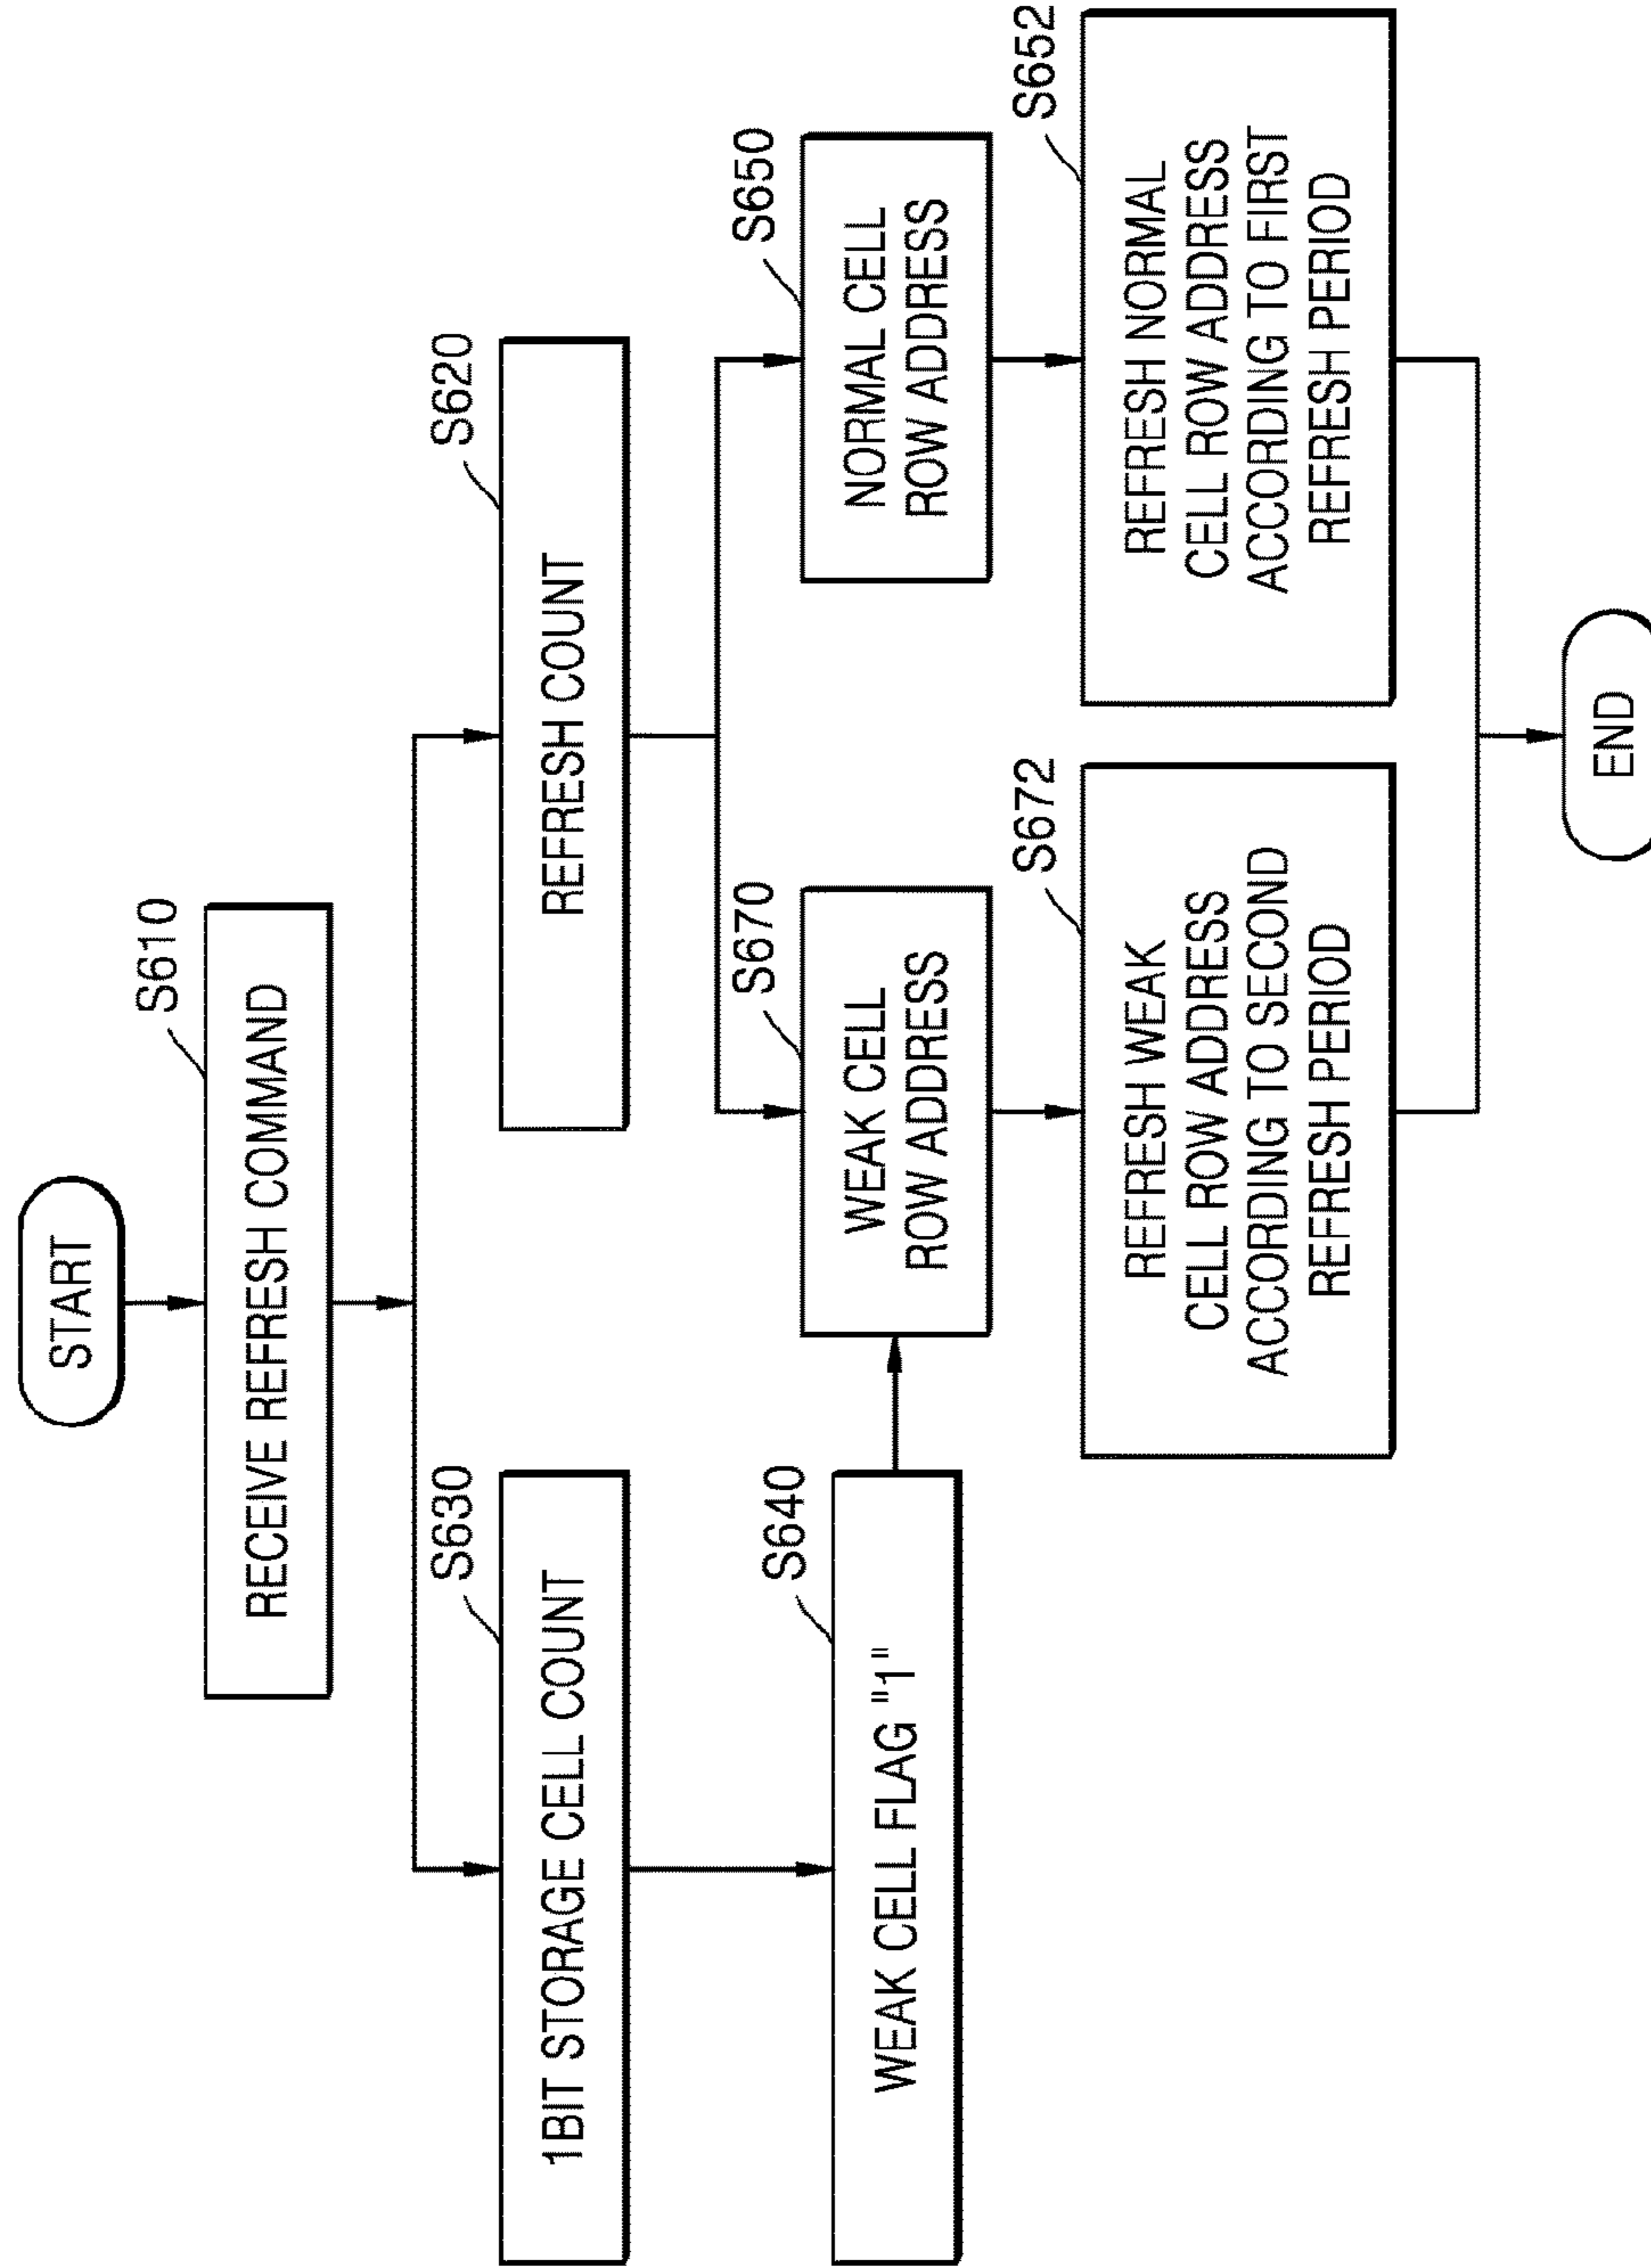 START
S610
RECEIVE REFRESH COMMAND
S630
1BIT STORAGE CELL COUNT
S620
REFRESH COUNT
S640
WEAK CELL FLAG "1"
S670
WEAK CELL
ROW ADDRESS
S650
NORMAL CELL
ROW ADDRESS
S672
REFRESH WEAK
CELL ROW ADDRESS
ACCORDING TO SECOND
REFRESH PERIOD
S652
REFRESH NORMAL
CELL ROW ADDRESS
ACCORDING TO FIRST
REFRESH PERIOD
END